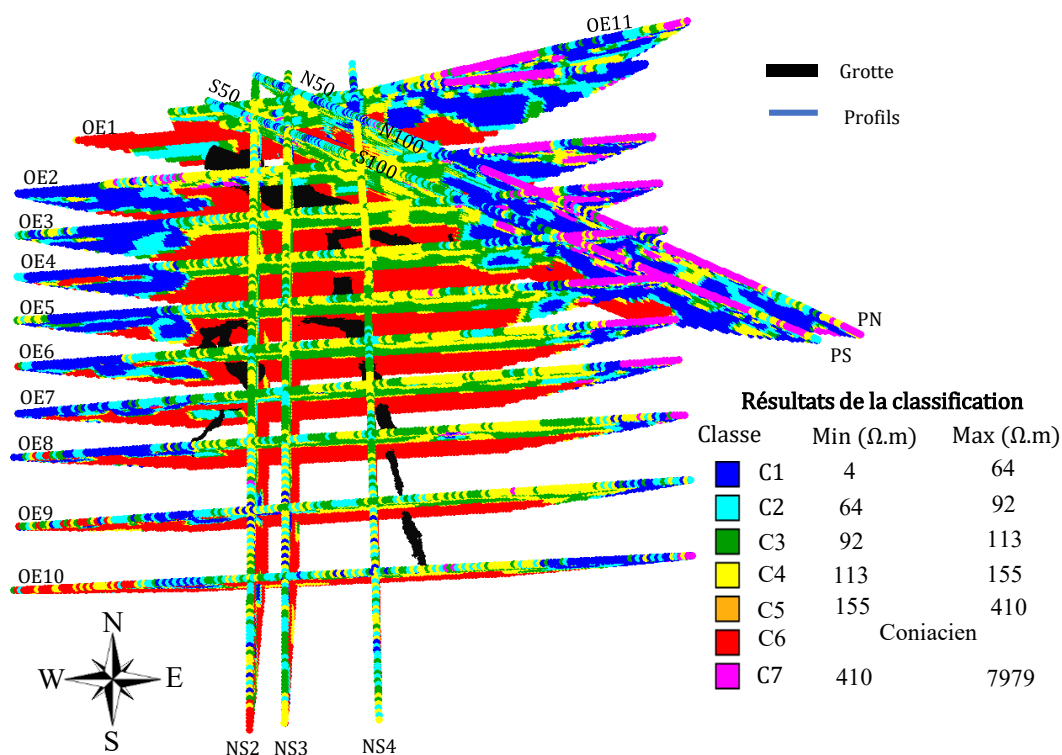 OE11
N50
S50
N100
S100
OE1
OE2
OE3
OE4
OE5
OE6
OE7
OE8
OE9
OE10
PN
PS
NS2
NS3
NS4
Grotte
Profils
Résultats de la classification
Classe Min (Ω.m) Max (Ω.m)
C1 4 64
C2 64 92
C3 92 113
C4 113 155
C5 155 410
C6 Coniacien
C7 410 7979
N
W E
S